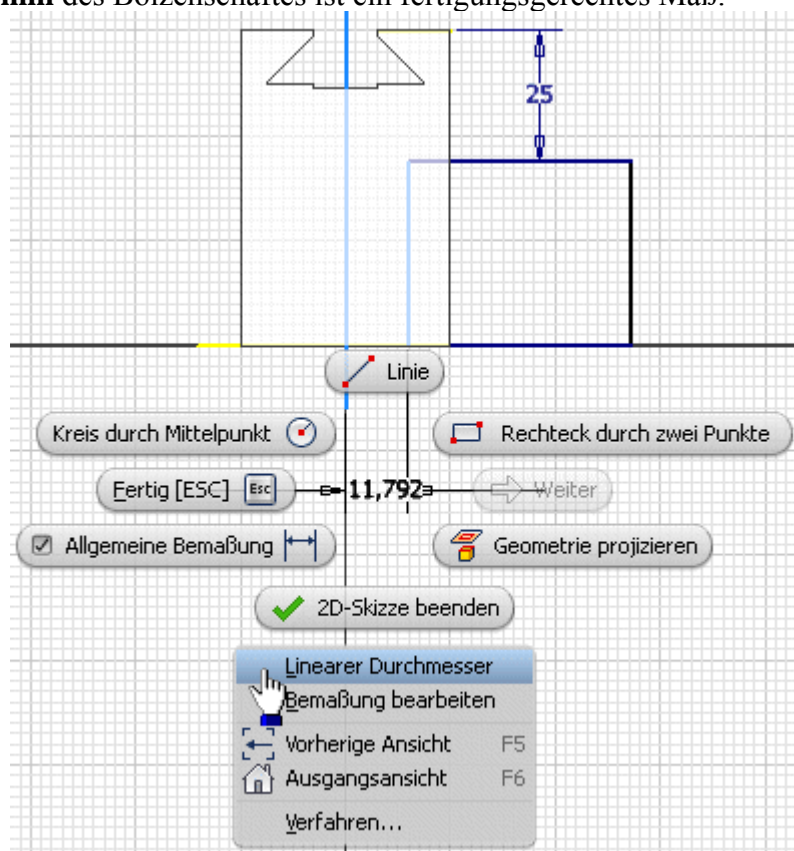 des Bolzenschaftes ist ein fertigungsgerechtes Maß.
25
Linie
Kreis durch Mittelpunkt
Rechteck durch zwei Punkte
Fertig [ESC] Esc
11,792
Weiter
Allgemeine Bemaßung
Geometrie projizieren
2D-Skizze beenden
Linearer Durchmesser
Bemaßung bearbeiten
Vorherige Ansicht F5
Ausgangsansicht F6
Verfahren...